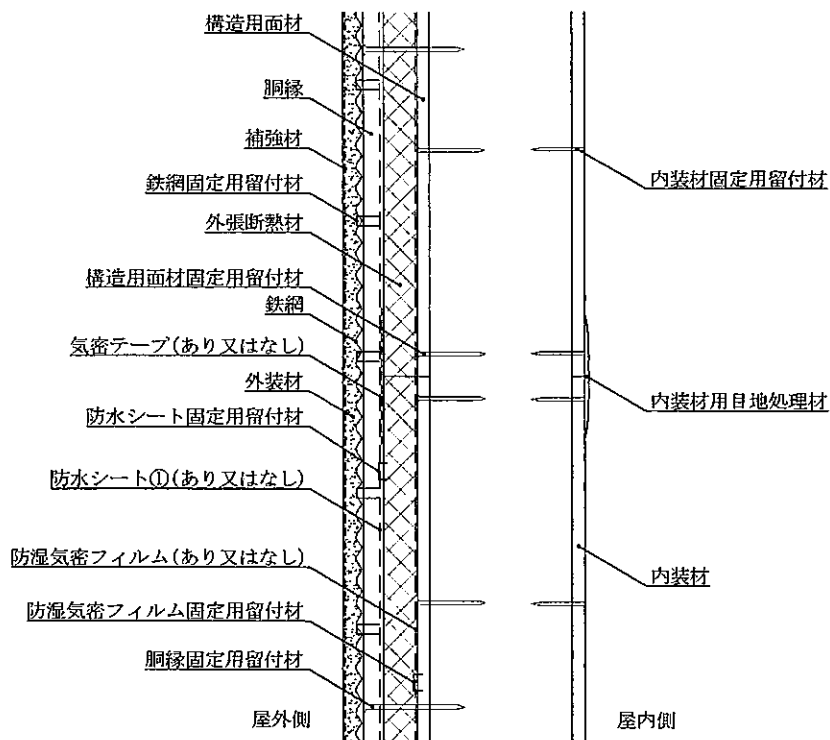 構造用面材
胴縁
補強材
鉄網固定用留付材
外張断熱材
構造用面材固定用留付材
鉄網
気密テープ(あり又はなし)
外装材
防水シート固定用留付材
防水シート①(あり又はなし)
防湿気密フィルム(あり又はなし)
防湿気密フィルム固定用留付材
胴縁固定用留付材
屋外側
内装材固定用留付材
内装材用目地処理材
内装材
屋内側